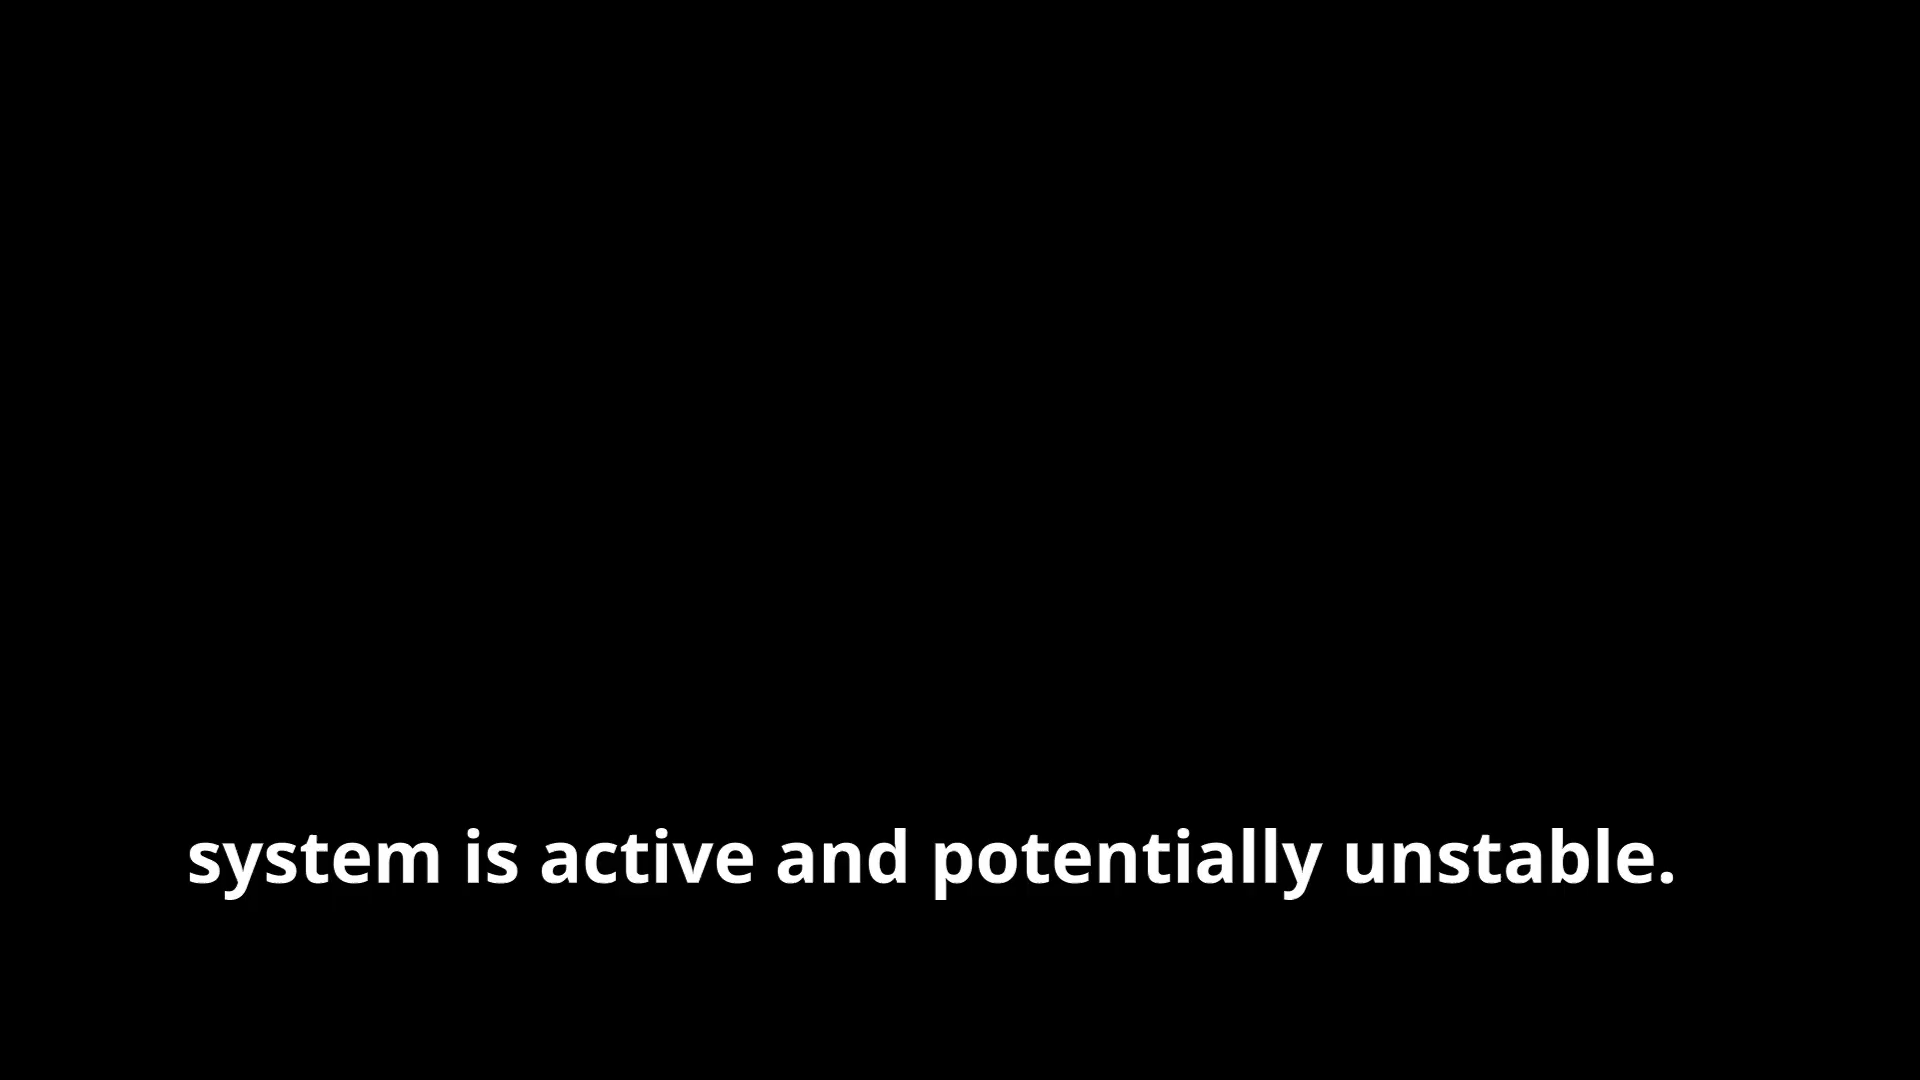 system is active and potentially unstable.